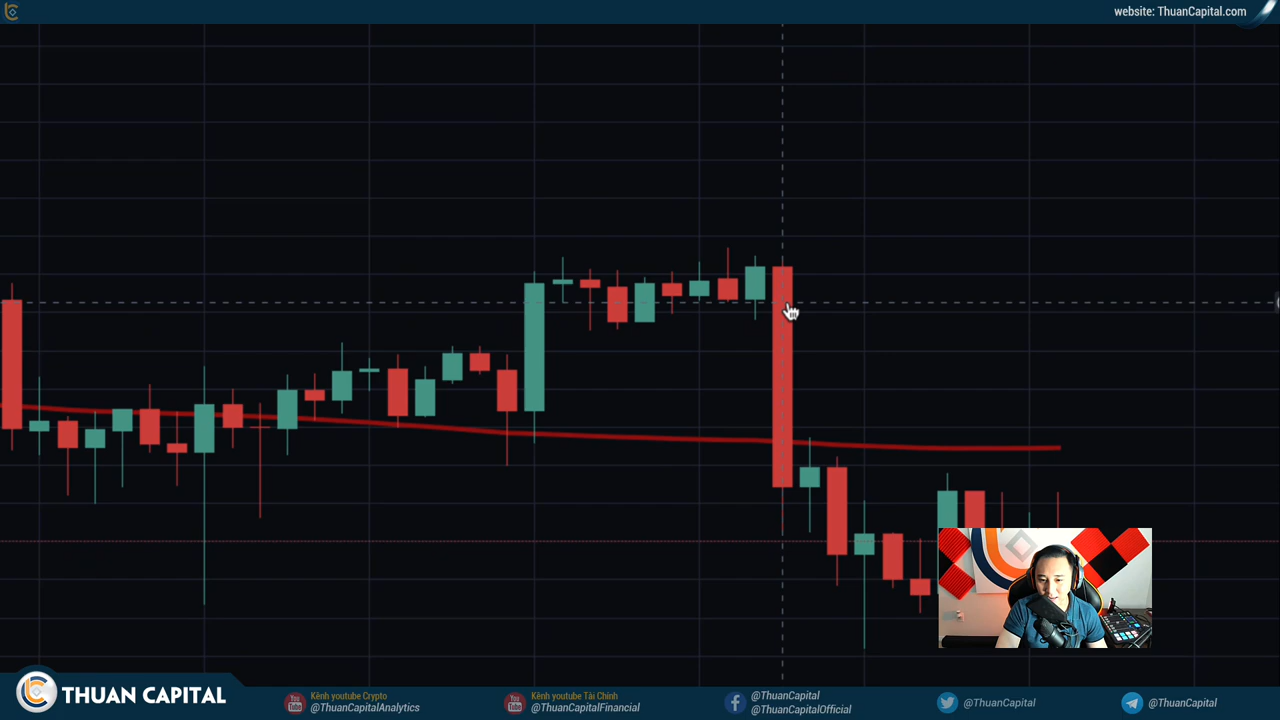 website: ThuanCapital.com
THUAN CAPITAL
Kênh youtube Crypto
@ThuanCapitalAnalytics
Kênh youtube Tài Chính
@ThuanCapitalFinancial
@ThuanCapital
@ThuanCapitalOfficial
@ThuanCapital
@ThuanCapital